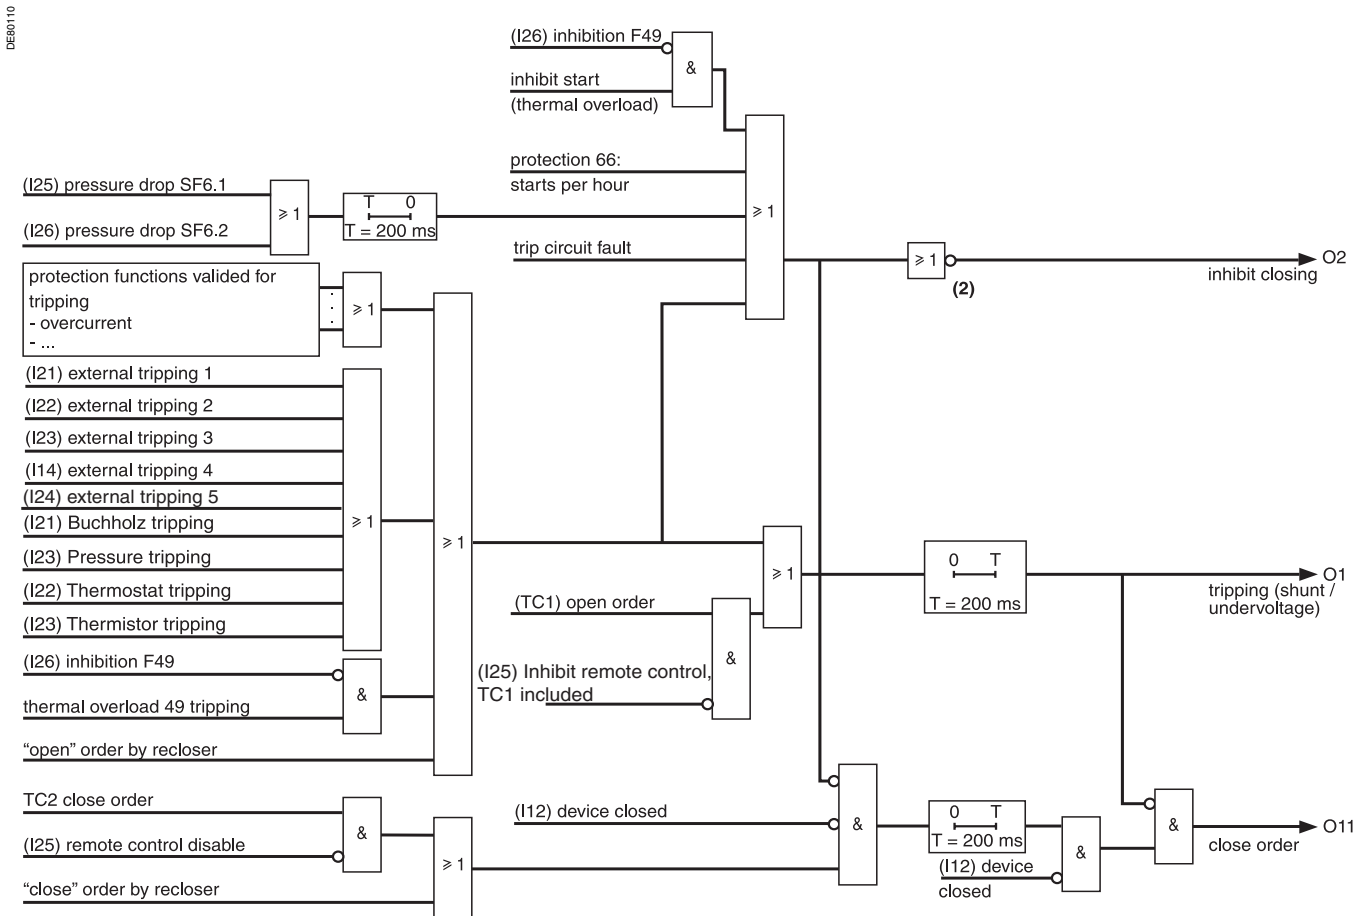 DE80110
(I26) inhibition F49
&
inhibit start
(thermal overload)
protection 66:
starts per hour
(I25) pressure drop SF6.1
(I26) pressure drop SF6.2
⩾ 1
T 0
T = 200 ms
⩾ 1
trip circuit fault
⩾ 1
(2)
O2
inhibit closing
protection functions valided for
tripping
- overcurrent
- ...
⩾ 1
(I21) external tripping 1
(I22) external tripping 2
(I23) external tripping 3
(I14) external tripping 4
(I24) external tripping 5
(I21) Buchholz tripping
(I23) Pressure tripping
(I22) Thermostat tripping
(I23) Thermistor tripping
⩾ 1
⩾ 1
(I26) inhibition F49
thermal overload 49 tripping
&
"open" order by recloser
(TC1) open order
(I25) Inhibit remote control,
TC1 included
&
⩾ 1
0 T
T = 200 ms
O1
tripping (shunt /
undervoltage)
TC2 close order
(I25) remote control disable
&
"close" order by recloser
⩾ 1
(I12) device closed
&
0 T
T = 200 ms
(I12) device
closed
&
&
O11
close order